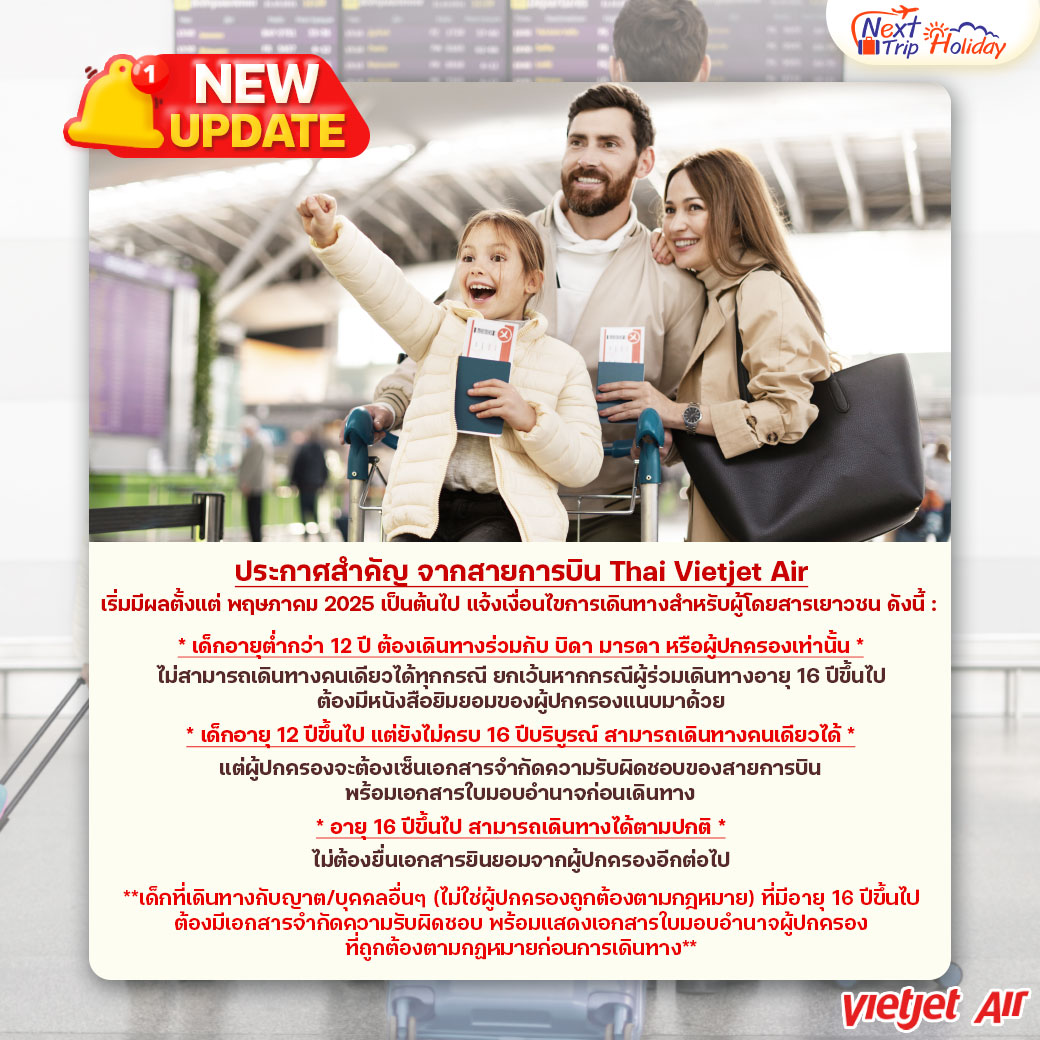 Next Trip Holiday
1
NEW
UPDATE
ประกาศสำคัญ จากสายการบิน Thai Vietjet Air
เริ่มมีผลตั้งแต่ พฤษภาคม 2025 เป็นต้นไป แจ้งเงื่อนไขการเดินทางสำหรับผู้โดยสารเยาวชน ดังนี้ :
* เด็กอายุต่ำกว่า 12 ปี ต้องเดินทางร่วมกับ บิดา มารดา หรือผู้ปกครองเท่านั้น *
ไม่สามารถเดินทางคนเดียวได้ทุกกรณี ยกเว้นหากกรณีผู้ร่วมเดินทางอายุ 16 ปีขึ้นไป
ต้องมีหนังสือยิมยอมของผู้ปกครองแนบมาด้วย
* เด็กอายุ 12 ปีขึ้นไป แต่ยังไม่ครบ 16 ปีบริบูรณ์ สามารถเดินทางคนเดียวได้ *
แต่ผู้ปกครองจะต้องเซ็นเอกสารจำกัดความรับผิดชอบของสายการบิน
พร้อมเอกสารใบมอบอำนาจก่อนเดินทาง
* อายุ 16 ปีขึ้นไป สามารถเดินทางได้ตามปกติ *
ไม่ต้องยื่นเอกสารยินยอมจากผู้ปกครองอีกต่อไป
**เด็กที่เดินทางกับญาต/บุคคลอื่นๆ (ไม่ใช่ผู้ปกครองถูกต้องตามกฎหมาย) ที่มีอายุ 16 ปีขึ้นไป
ต้องมีเอกสารจำกัดความรับผิดชอบ พร้อมแสดงเอกสารใบมอบอำนาจผู้ปกครอง
ที่ถูกต้องตามกฏหมายก่อนการเดินทาง**
vietjet Air